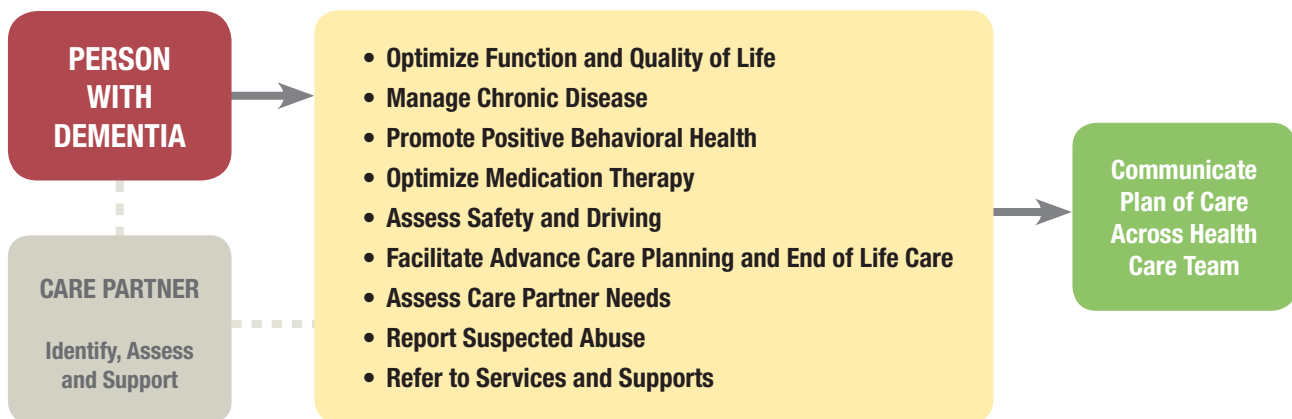 PERSON
WITH
DEMENTIA
CARE PARTNER
Identify, Assess
and Support
• Optimize Function and Quality of Life
• Manage Chronic Disease
• Promote Positive Behavioral Health
• Optimize Medication Therapy
• Assess Safety and Driving
• Facilitate Advance Care Planning and End of Life Care
• Assess Care Partner Needs
• Report Suspected Abuse
• Refer to Services and Supports
Communicate
Plan of Care
Across Health
Care Team